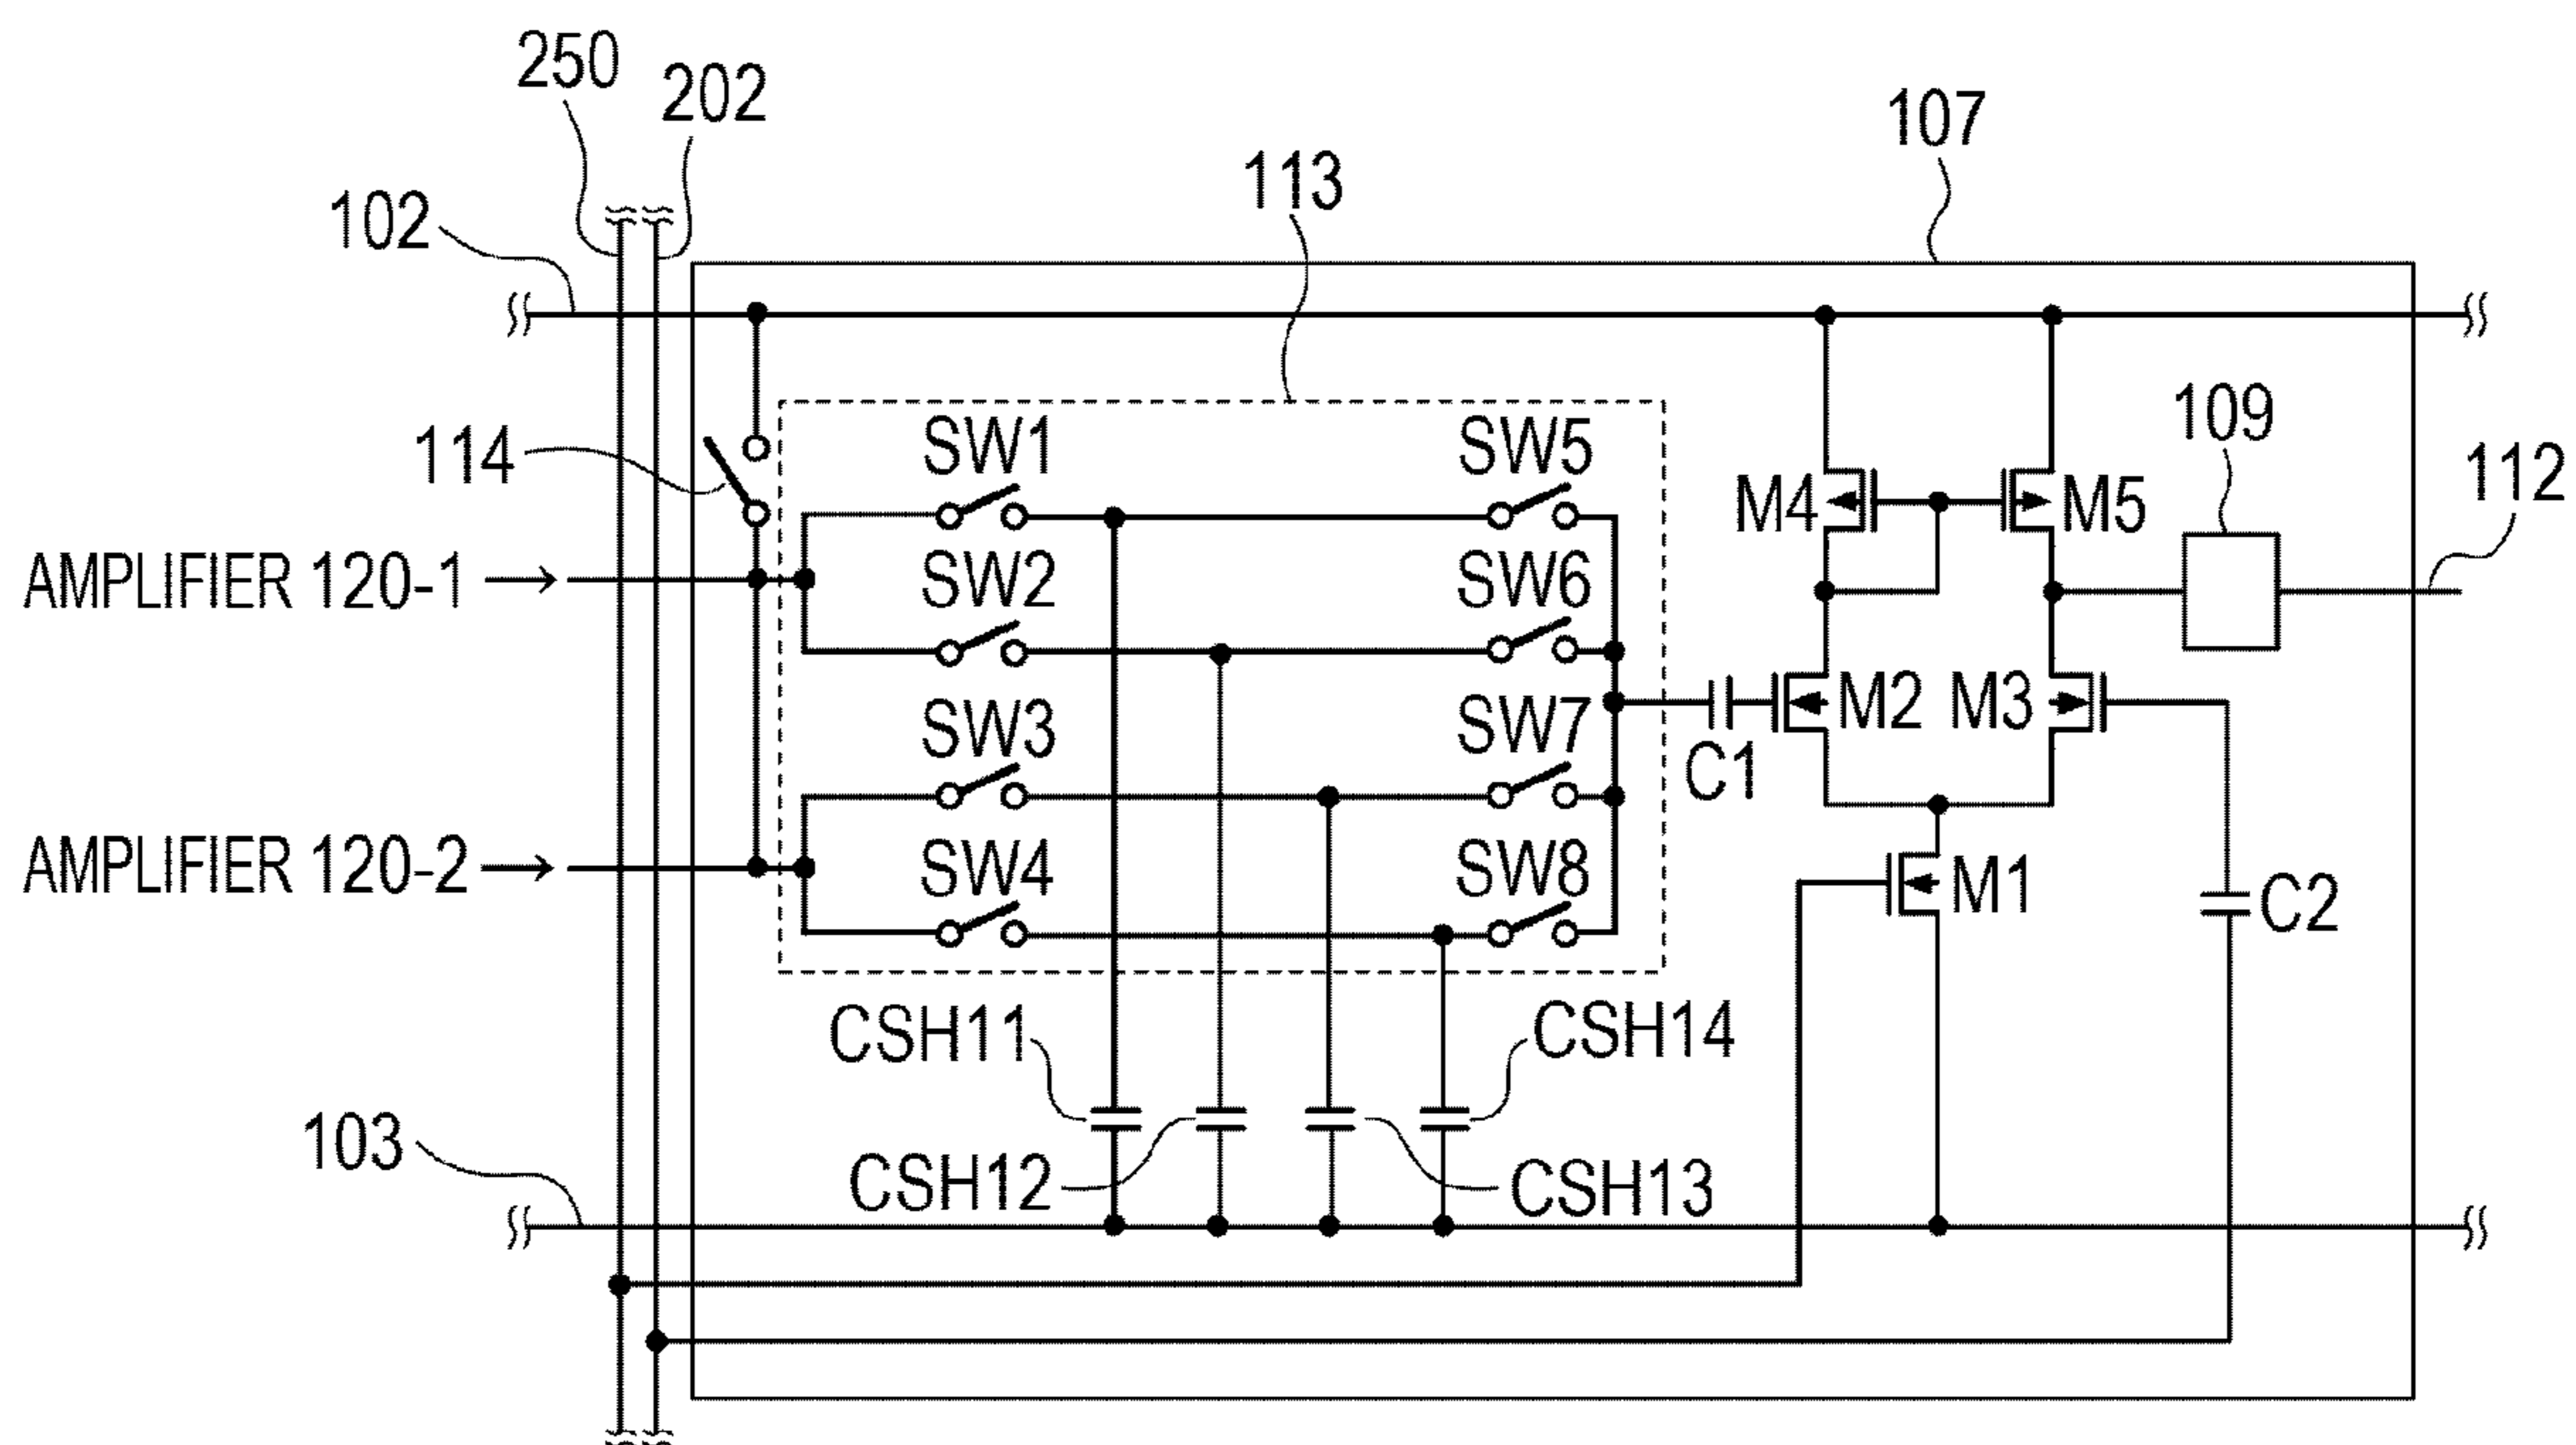 250
202
107
113
102
109
112
114
SW1
SW5
M4
M5
AMPLIFIER 120-1
SW2
SW6
M2
M3
SW3
SW7
C1
AMPLIFIER 120-2
SW4
SW8
M1
C2
CSH11
CSH14
103
CSH12
CSH13